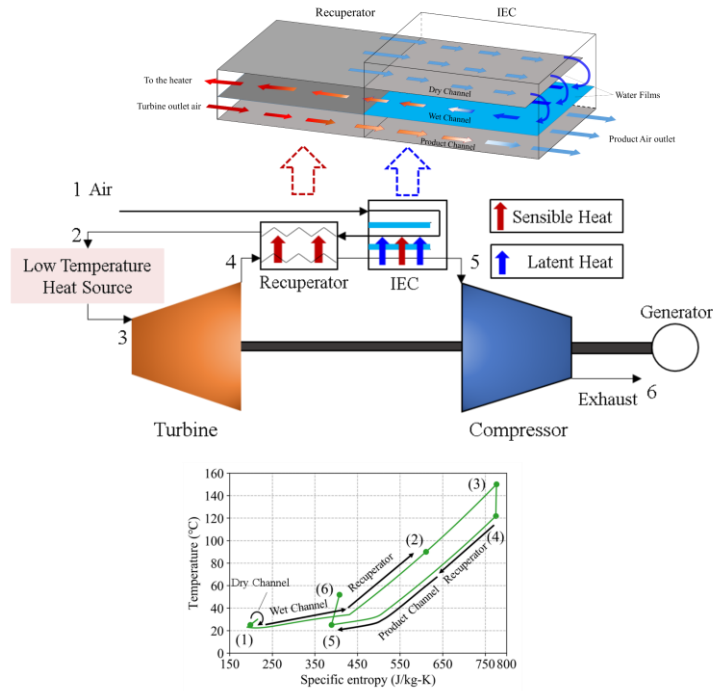 Recuperator
IEC
To the heater
Dry Channel
Water Films
Turbine outlet air
Wet Channel
Product Channel
Product Air outlet
1 Air
2
Sensible Heat
Low Temperature
Heat Source
4
5
Latent Heat
Recuperator
IEC
3
Generator
6
Exhaust
Turbine
Compressor
160
140
120
100
80
60
40
20
0
Temperature (°C)
(3)
(2)
(4)
Recuperator
Recuperator
Dry Channel
(6)
Wet Channel
Product Channel
(1)
(5)
150
250
350
450
550
650
750
800
Specific entropy (J/kg-K)